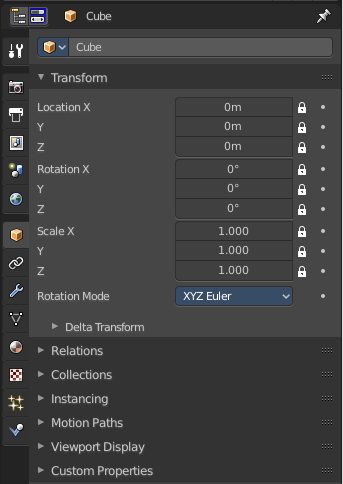 Cube
Cube
Transform
Location X 0m
Y 0m
Z 0m
Rotation X 0°
Y 0°
Z 0°
Scale X 1.000
Y 1.000
Z 1.000
Rotation Mode XYZ Euler
Delta Transform
Relations
Collections
Instancing
Motion Paths
Viewport Display
Custom Properties